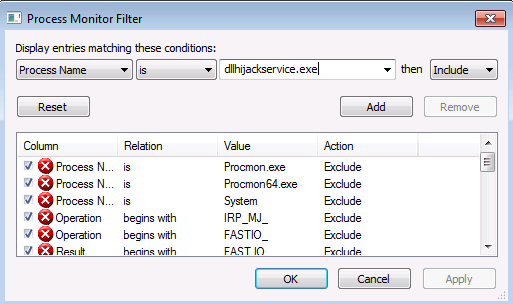 Process Monitor Filter
Display entries matching these conditions:
Process Name is dllhijackservice.exe then Include
Reset Add Remove
Column Relation Value Action
Process N... is Procmon.exe Exclude
Process N... is Procmon64.exe Exclude
Process N... is System Exclude
Operation begins with IRP_MJ_ Exclude
Operation begins with FASTIO_ Exclude
Result begins with FAST IO Exclude
OK Cancel Apply